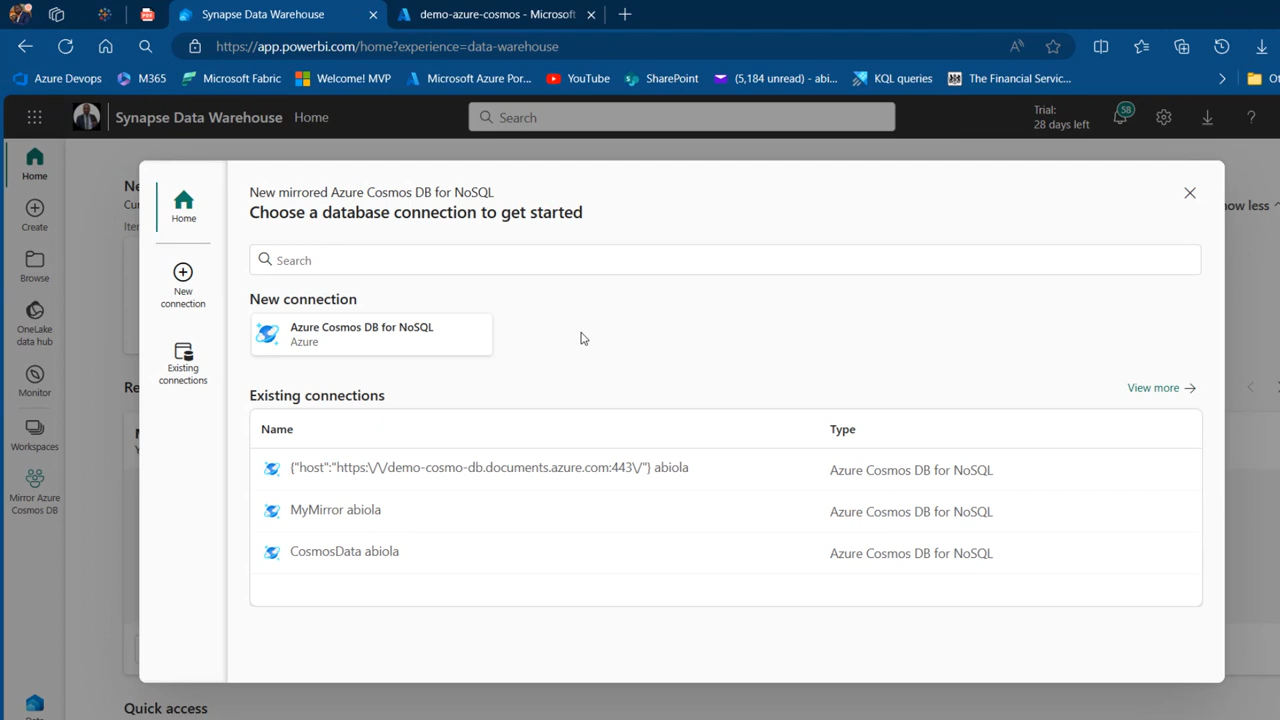 Synapse Data Warehouse
demo-azure-cosmos - Microsoft
https://app.powerbi.com/home?experience=data-warehouse
Azure Devops
M365
Microsoft Fabric
Welcome! MVP
Microsoft Azure Por...
YouTube
SharePoint
(5,184 unread) - abi...
KQL queries
The Financial Servic...
Synapse Data Warehouse
Home
Search
Trial:
28 days left
58
?
Home
Create
Browse
OneLake
data hub
Monitor
Workspaces
Mirror Azure
Cosmos DB
Home
New
connection
Existing
connections
New mirrored Azure Cosmos DB for NoSQL
Choose a database connection to get started
Search
New connection
Azure Cosmos DB for NoSQL
Azure
Existing connections
View more
Name
Type
{"host":"https:\/\/demo-cosmo-db.documents.azure.com:443\/"} abiola
Azure Cosmos DB for NoSQL
MyMirror abiola
Azure Cosmos DB for NoSQL
CosmosData abiola
Azure Cosmos DB for NoSQL
Quick access